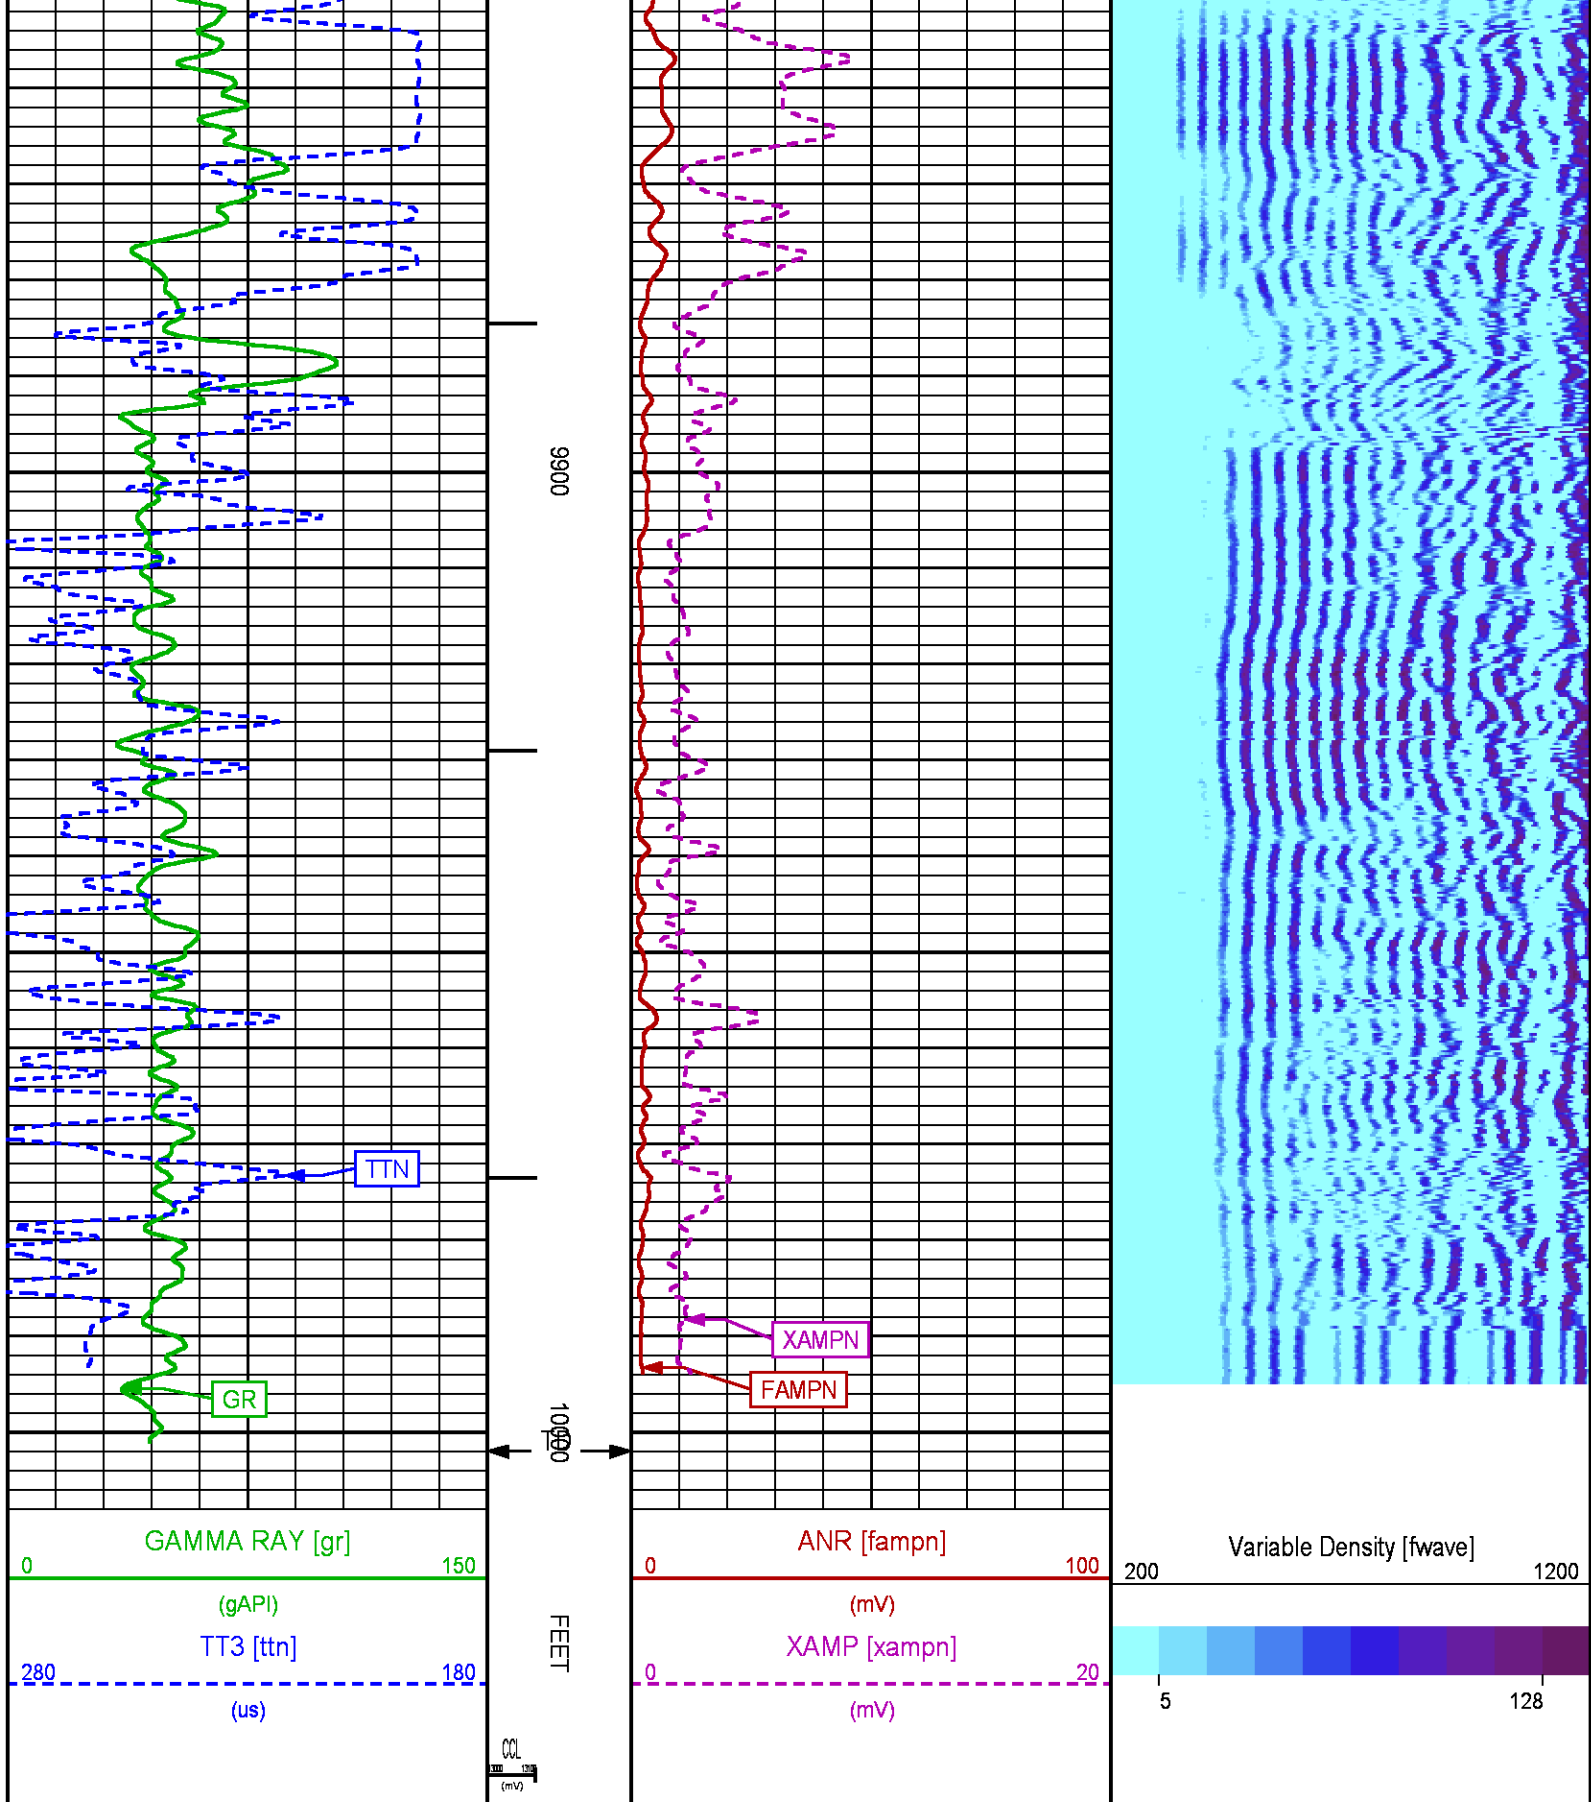 9900
TTN
XAMPN
FAMPN
GR
10000
GAMMA RAY [gr]
0 150
(gAPI)
TT3 [ttn]
280 180
(us)
FEET
CCL
(mV)
ANR [fampn]
0 100
(mV)
XAMP [xampn]
0 20
(mV)
Variable Density [fwave]
200 1200
5 128